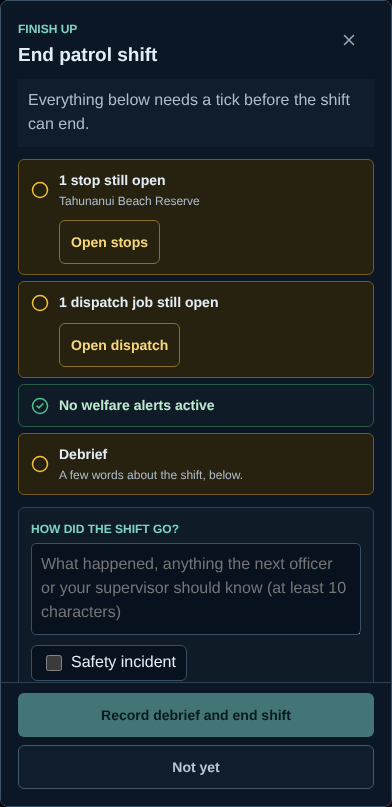 FINISH UP
End patrol shift
Everything below needs a tick before the shift
can end.
1 stop still open
Tahunanui Beach Reserve
Open stops
1 dispatch job still open
Open dispatch
No welfare alerts active
Debrief
A few words about the shift, below.
HOW DID THE SHIFT GO?
What happened, anything the next officer
or your supervisor should know (at least 10
characters)
Safety incident
Record debrief and end shift
Not yet